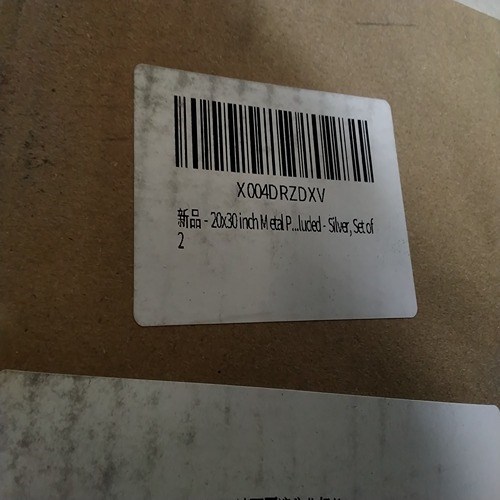 X004DRZDXV
新品 - 20x30 inch Metal P...luded - Silver, Set of
2